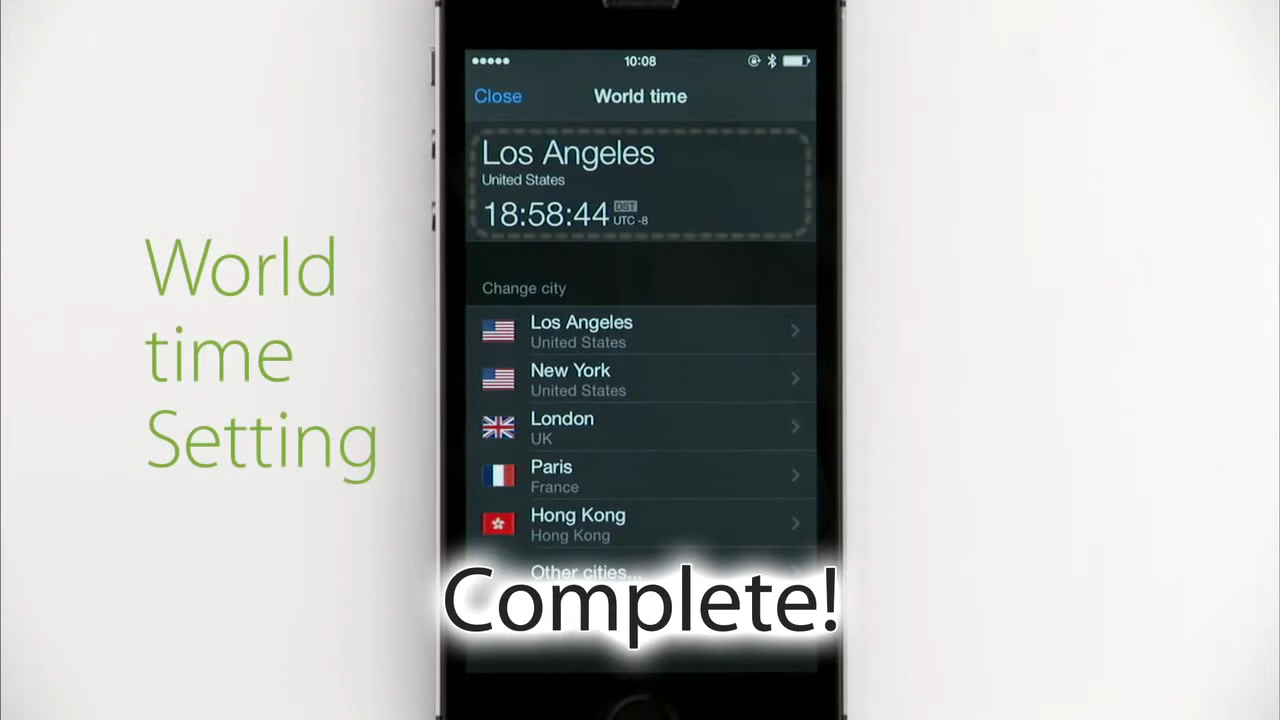 10:08
Close World time
Los Angeles
United States
18:58:44 DST UTC -8
World
time
Setting
Change city
Los Angeles
United States
New York
United States
London
UK
Paris
France
Hong Kong
Hong Kong
Other cities...
Complete!